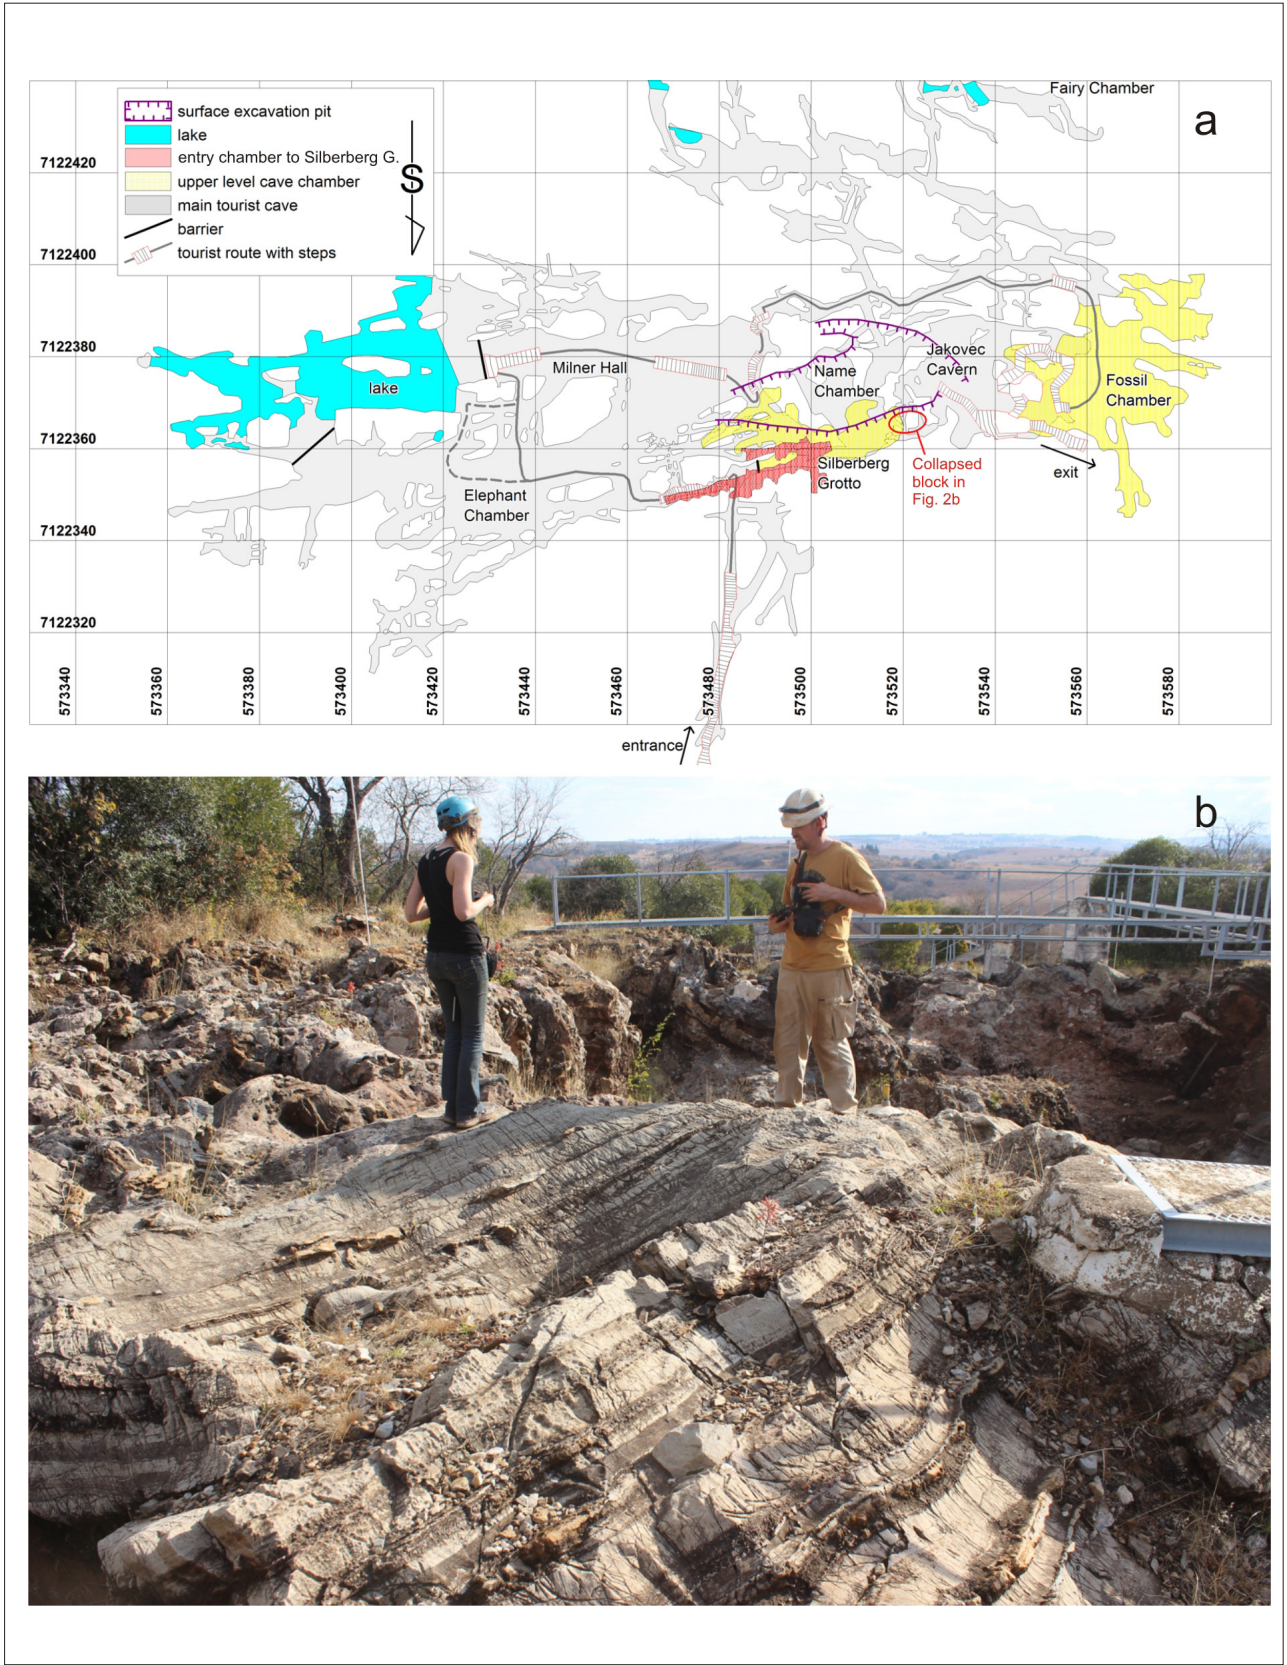 Fairy Chamber
a
surface excavation pit
lake
entry chamber to Silberberg G.
upper level cave chamber
main tourist cave
barrier
tourist route with steps
S
7122420
7122400
7122380
7122360
7122340
7122320
lake
Milner Hall
Name
Chamber
Jakovec
Cavern
Fossil
Chamber
Elephant
Chamber
Silberberg
Grotto
Collapsed
block in
Fig. 2b
exit
573340
573360
573400
573420
573440
573460
573480
573500
573520
573540
573560
573580
entrance
b